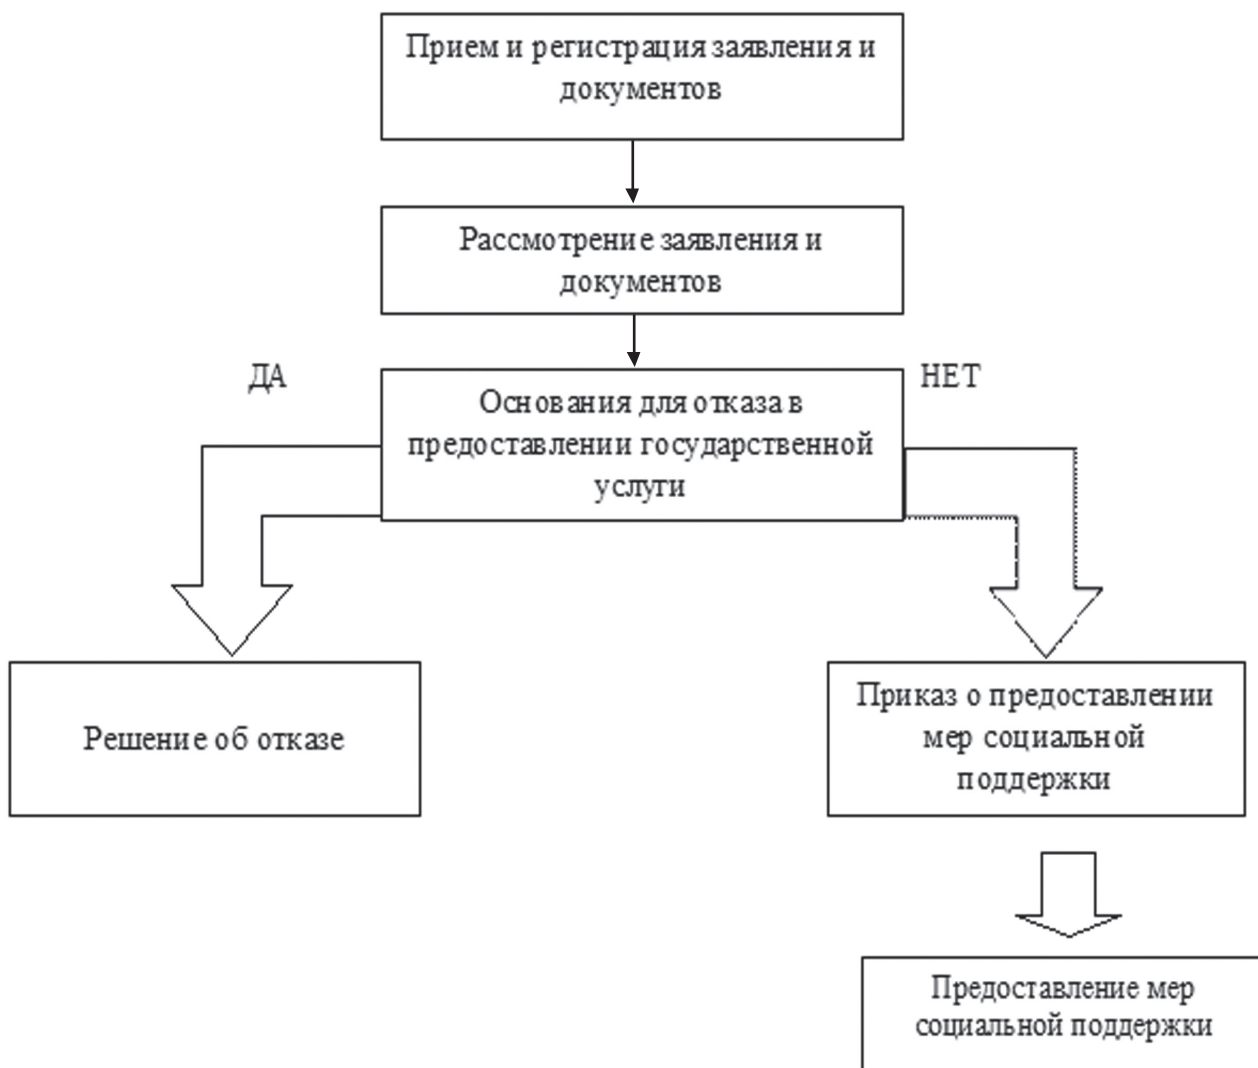 Прием и регистрация заявления и
документов
Рассмотрение заявления и
документов
ДА
НЕТ
Основания для отказа в
предоставлении государственной
услуги
Решение об отказе
Приказ о предоставлении
мер социальной
поддержки
Предоставление мер
социальной поддержки